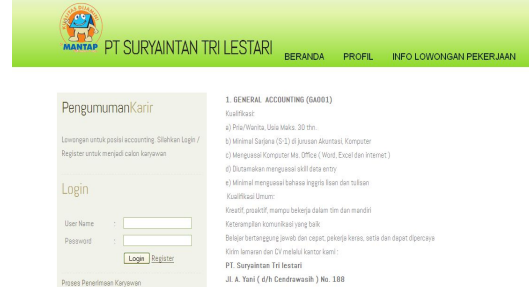 MANTAP
PT SURYAINTAN TRI LESTARI
BERANDA PROFIL INFO LOWONGAN PEKERJAAN
PengumumanKarir
Lowongan untuk posisi accounting. Silahkan Login /
Register untuk menjadi calon karyawan
Login
User Name :
Password :
Login Register
Proses Penerimaan Karyawan
1. GENERAL ACCOUNTING (GA001)
Kualifikasi:
a) Pria/Wanita, Usia Maks. 30 thn
b) Minimal Sarjana (S-1) di jurusan Akuntasi, Komputer
c) Menguasai Komputer Ms. Office ( Word, Excel dan internet )
d) Diutamakan menguasai skill data entry
e) Minimal menguasai bahasa inggris lisan dan tulisan
Kualifikasi Umum:
Kreatif, proaktif, mampu bekerja dalam tim dan mandiri
Keterampilan komunikasi yang baik
Belajar bertanggung jawab dan cepat, pekerja keras, setia dan dapat dipercaya
Kirim lamaran dan CV melalui kantor kami :
PT. Suryaintan Tri lestari
Jl. A. Yani ( d/h Cendrawasih ) No. 188